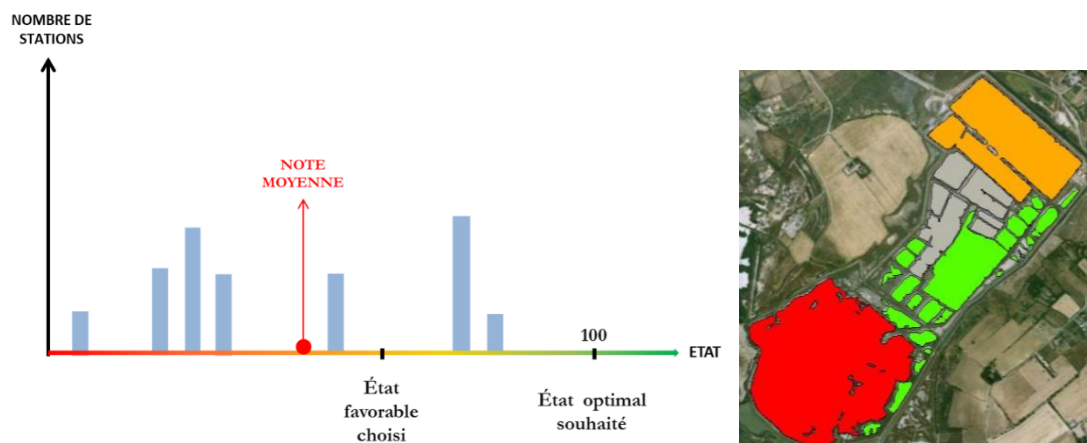 NOMBRE DE
STATIONS
NOTE
MOYENNE
100
ETAT
État
favorable
choisi
État optimal
souhaité